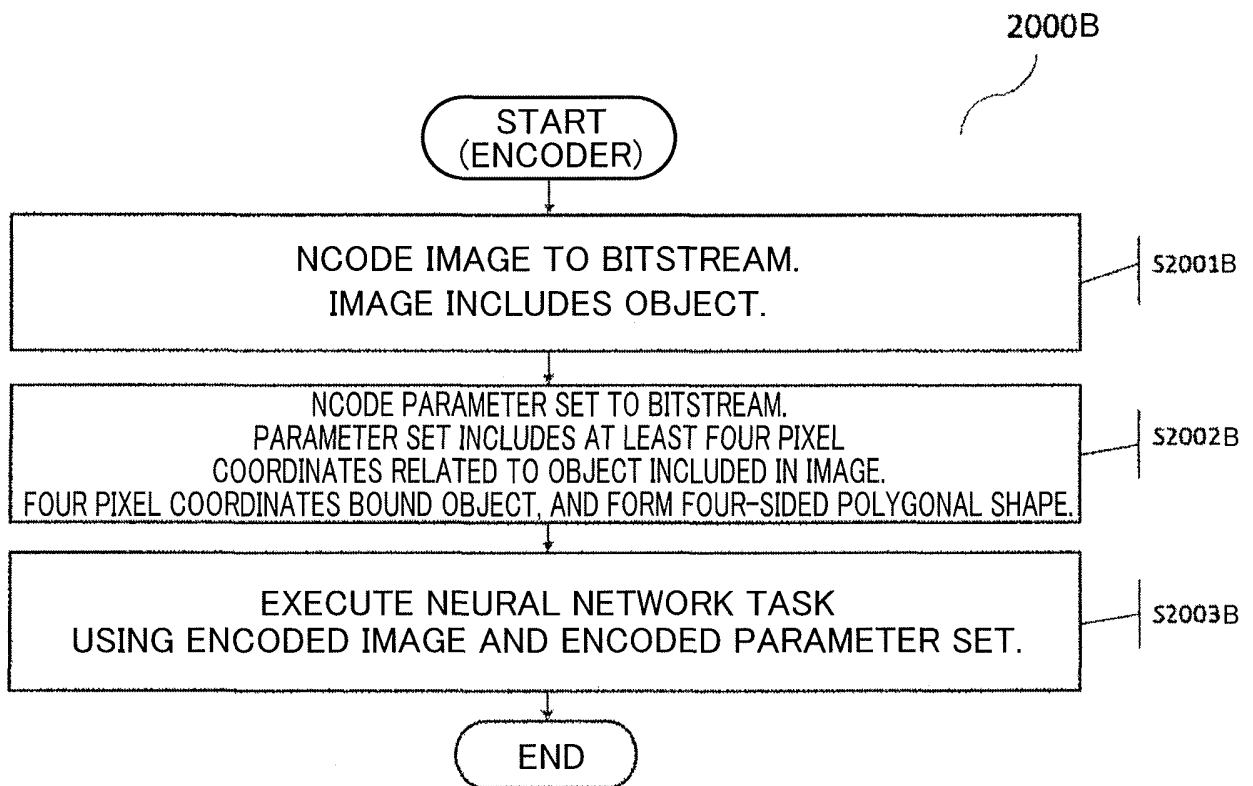 2000B
START
(ENCODER)
NCODE IMAGE TO BITSTREAM.
IMAGE INCLUDES OBJECT.
S2001B
NCODE PARAMETER SET TO BITSTREAM.
PARAMETER SET INCLUDES AT LEAST FOUR PIXEL
COORDINATES RELATED TO OBJECT INCLUDED IN IMAGE.
FOUR PIXEL COORDINATES BOUND OBJECT, AND FORM FOUR-SIDED POLYGONAL SHAPE.
S2002B
EXECUTE NEURAL NETWORK TASK
USING ENCODED IMAGE AND ENCODED PARAMETER SET.
S2003B
END